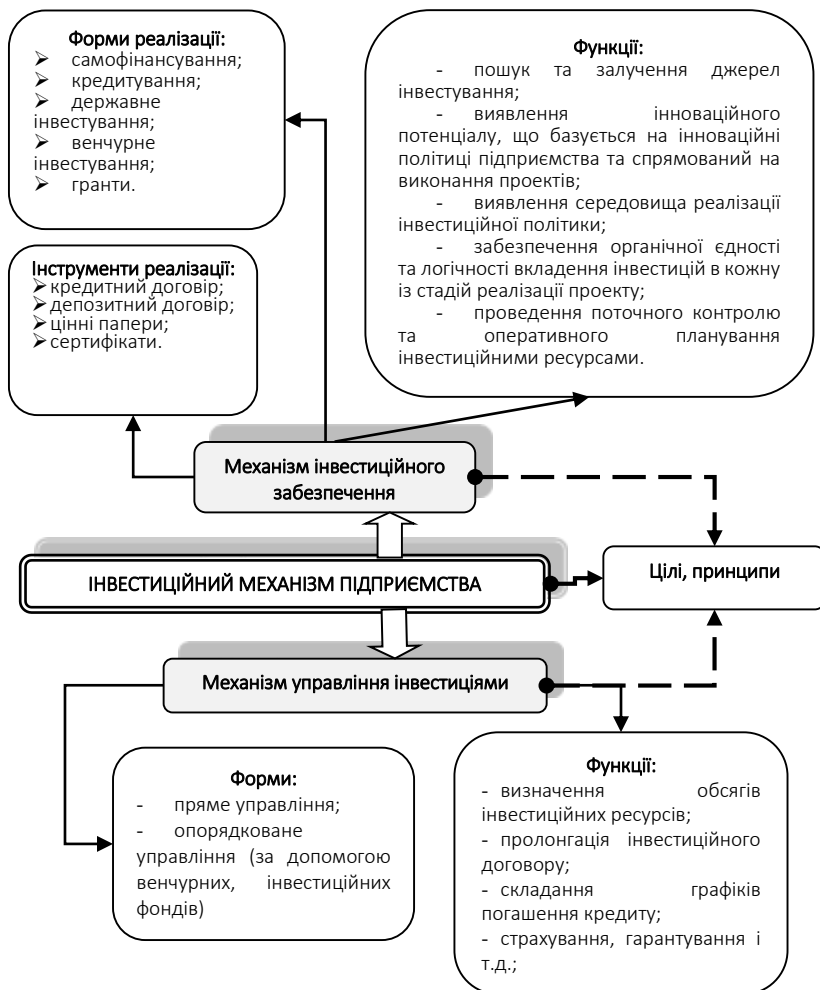 Форми реалізації:
➢ самофінансування;
➢ кредитування;
➢ державне
інвестування;
➢ венчурне
інвестування;
➢ гранти.
Функції:
- пошук та залучення джерел
інвестування;
- виявлення інноваційного
потенціалу, що базується на інноваційні
політиці підприємства та спрямований на
виконання проектів;
- виявлення середовища реалізації
інвестиційної політики;
- забезпечення органічної єдності
та логічності вкладення інвестицій в кожну
із стадій реалізації проекту;
- проведення поточного контролю
та оперативного планування
інвестиційними ресурсами.
Інструменти реалізації:
➢ кредитний договір;
➢ депозитний договір;
➢ цінні папери;
➢ сертифікати.
Механізм інвестиційного
забезпечення
ІНВЕСТИЦІЙНИЙ МЕХАНІЗМ ПІДПРИЄМСТВА
Цілі, принципи
Механізм управління інвестиціями
Форми:
- пряме управління;
- опорядковане
управління (за допомогою
венчурних, інвестиційних
фондів)
Функції:
- визначення обсягів
інвестиційних ресурсів;
- пролонгація інвестиційного
договору;
- складання графіків
погашення кредиту;
- страхування, гарантування і
т.д.;